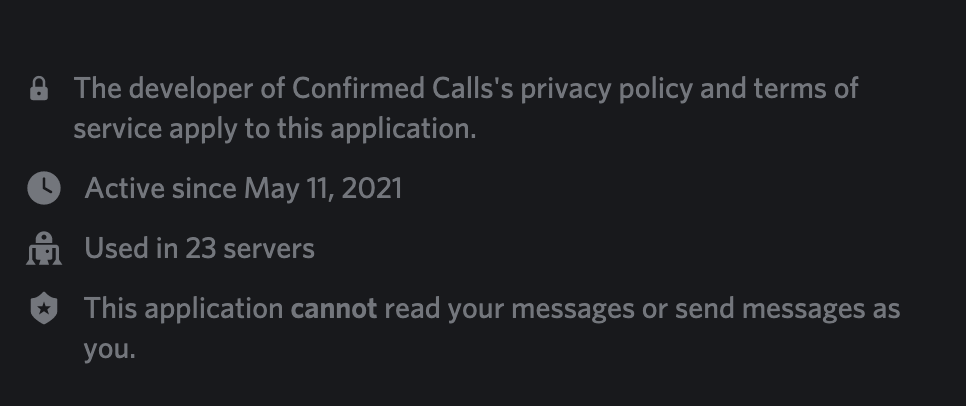 The developer of Confirmed Calls's privacy policy and terms of
service apply to this application.
Active since May 11, 2021
Used in 23 servers
This application cannot read your messages or send messages as
you.